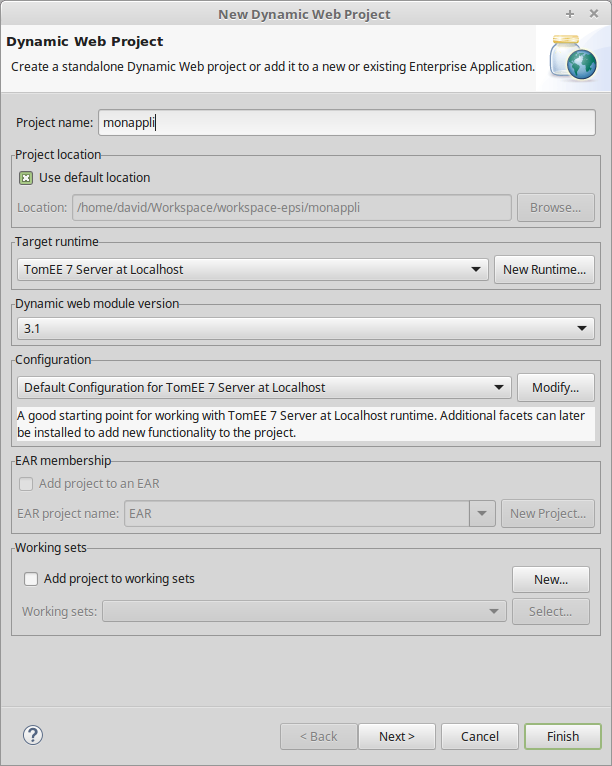 New Dynamic Web Project
Dynamic Web Project
Create a standalone Dynamic Web project or add it to a new or existing Enterprise Application.
Project name: monappli
Project location
Use default location
Location: /home/david/Workspace/workspace-epsi/monappli Browse...
Target runtime
TomEE 7 Server at Localhost New Runtime...
Dynamic web module version
3.1
Configuration
Default Configuration for TomEE 7 Server at Localhost Modify...
A good starting point for working with TomEE 7 Server at Localhost runtime. Additional facets can later
be installed to add new functionality to the project.
EAR membership
Add project to an EAR
EAR project name: EAR New Project...
Working sets
Add project to working sets New...
Working sets: Select...
? < Back Next > Cancel Finish